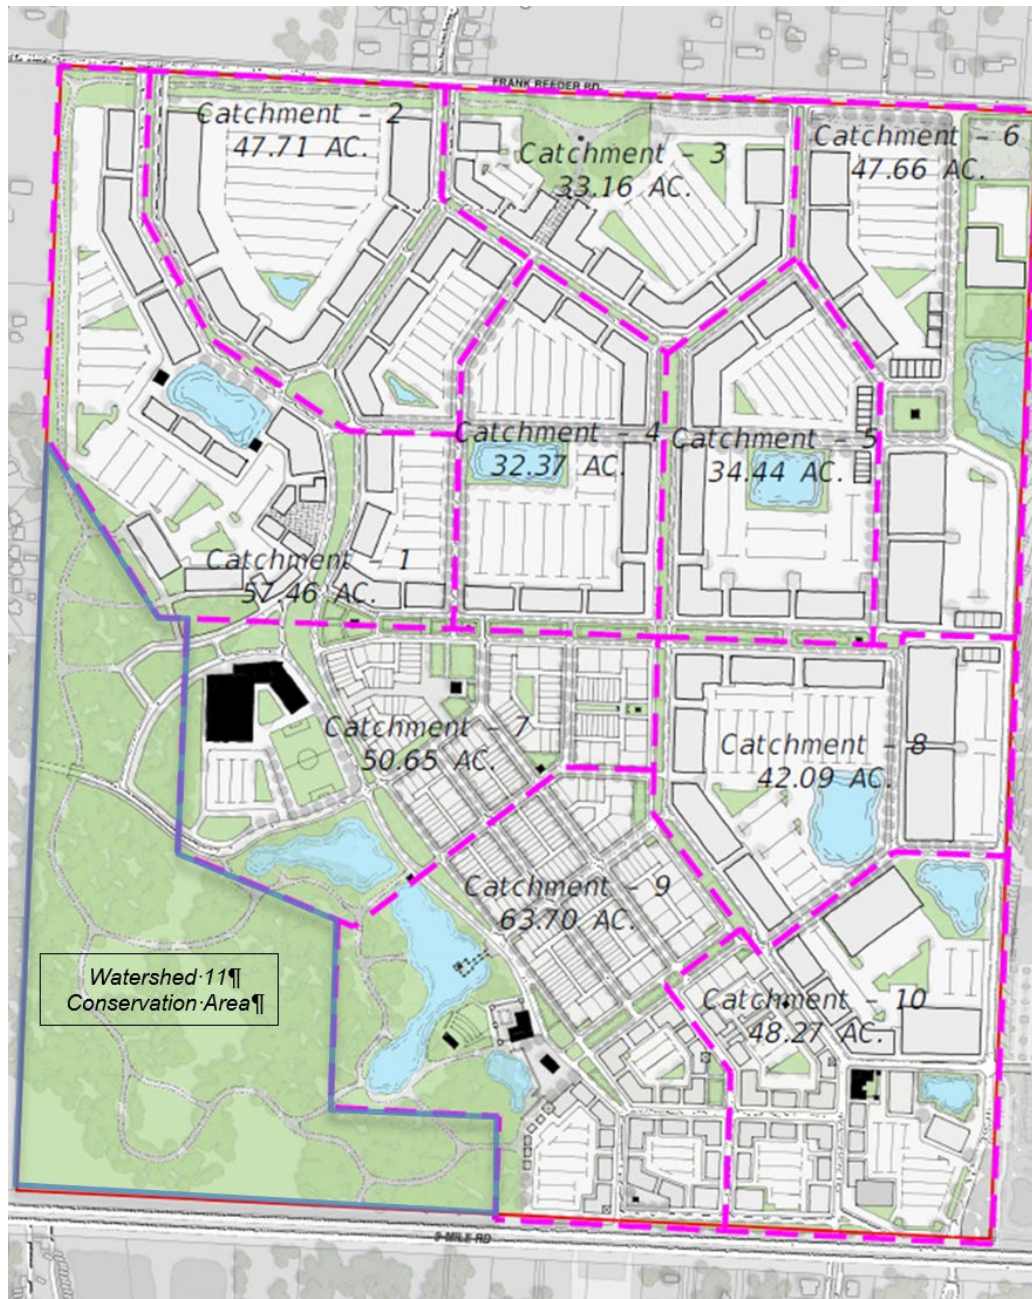 FRANK REEDER RD.
Catchment - 2
47.71 AC.
Catchment - 3
33.16 AC.
Catchment - 6
47.66 AC.
Catchment - 4
32.37 AC.
Catchment - 5
34.44 AC.
Catchment - 1
57.46 AC.
Catchment - 7
50.65 AC.
Catchment - 8
42.09 AC.
Catchment - 9
63.70 AC.
Watershed·11¶
Conservation·Area¶
Catchment - 10
48.27 AC.
9-MILE RD